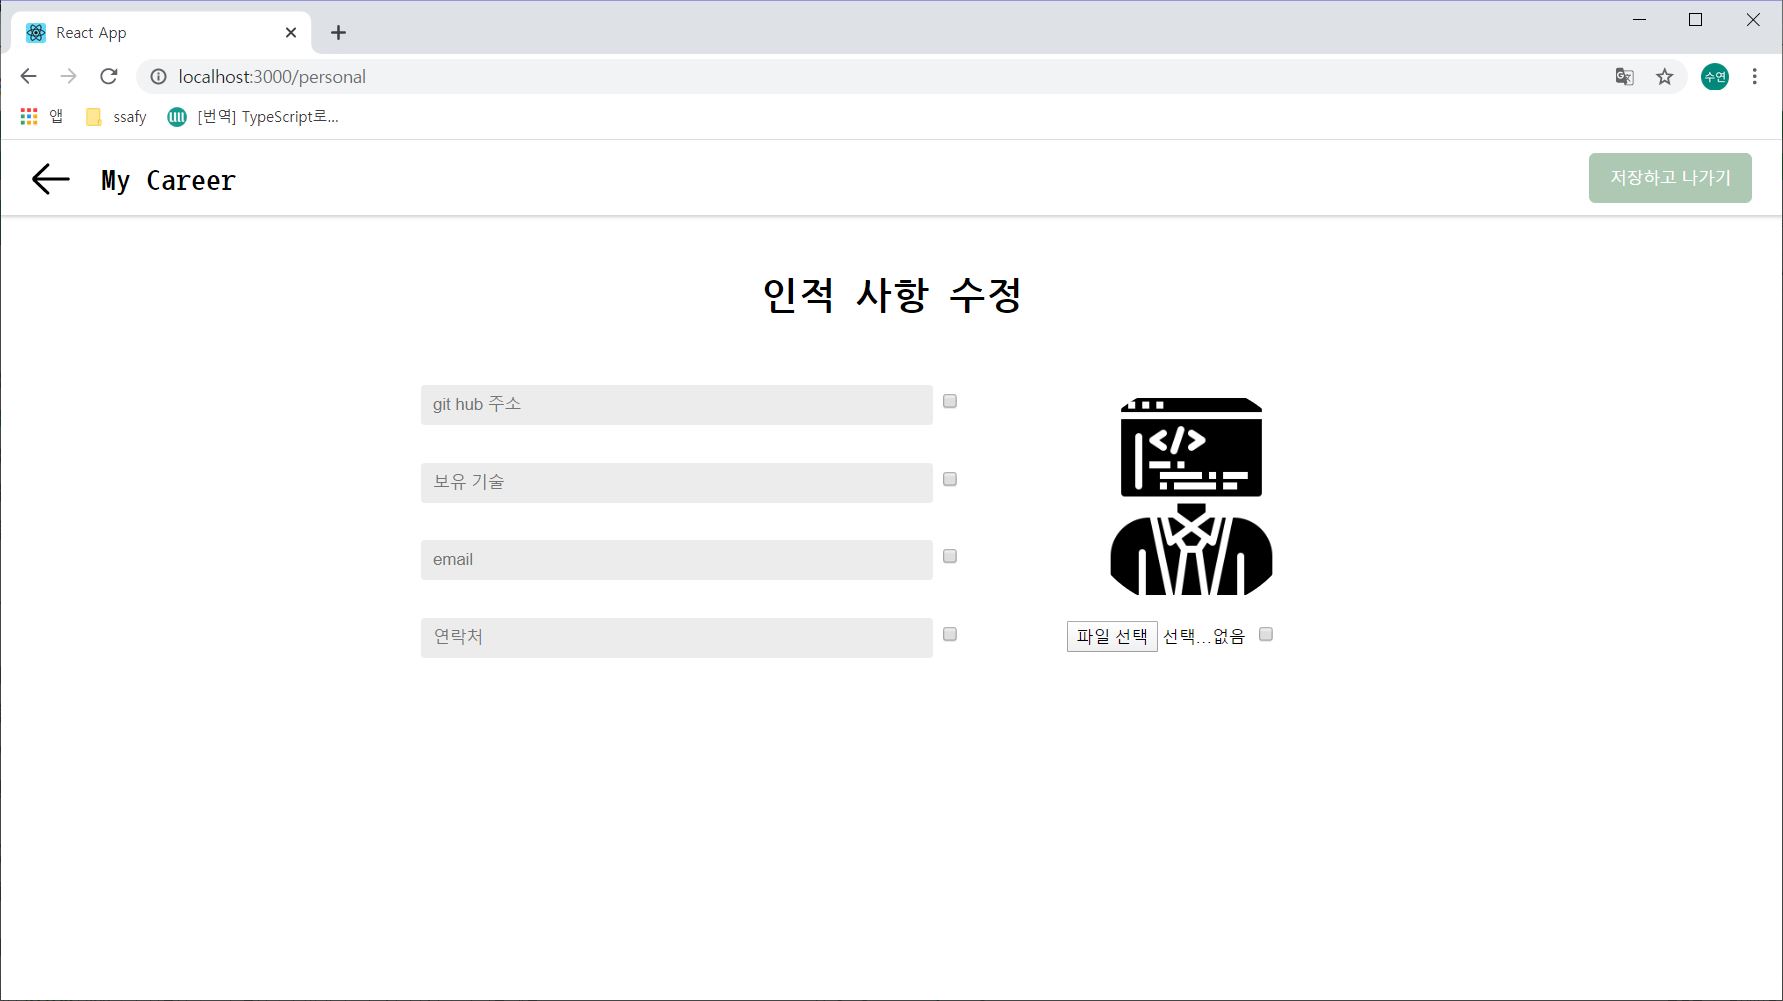 React App
localhost:3000/personal
수연
앱
ssafy
[번역] TypeScript로...
My Career
저장하고 나가기
인적 사항 수정
git hub 주소
보유 기술
email
연락처
</>
파일 선택 선택...없음